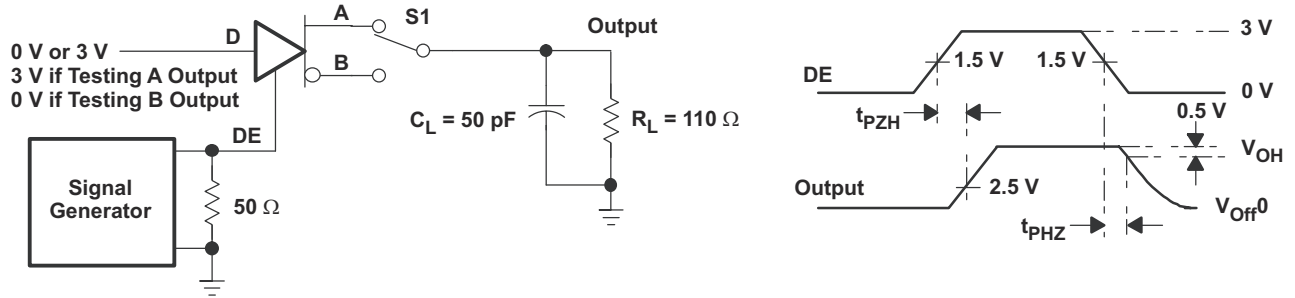 A
S1
Output
D
0 V or 3 V
3 V if Testing A Output
0 V if Testing B Output
B
C_L = 50 pF
R_L = 110 Ω
DE
Signal
Generator
50 Ω
3 V
DE
1.5 V
1.5 V
0 V
t_PZH
0.5 V
V_OH
Output
2.5 V
V_Off0
t_PHZ